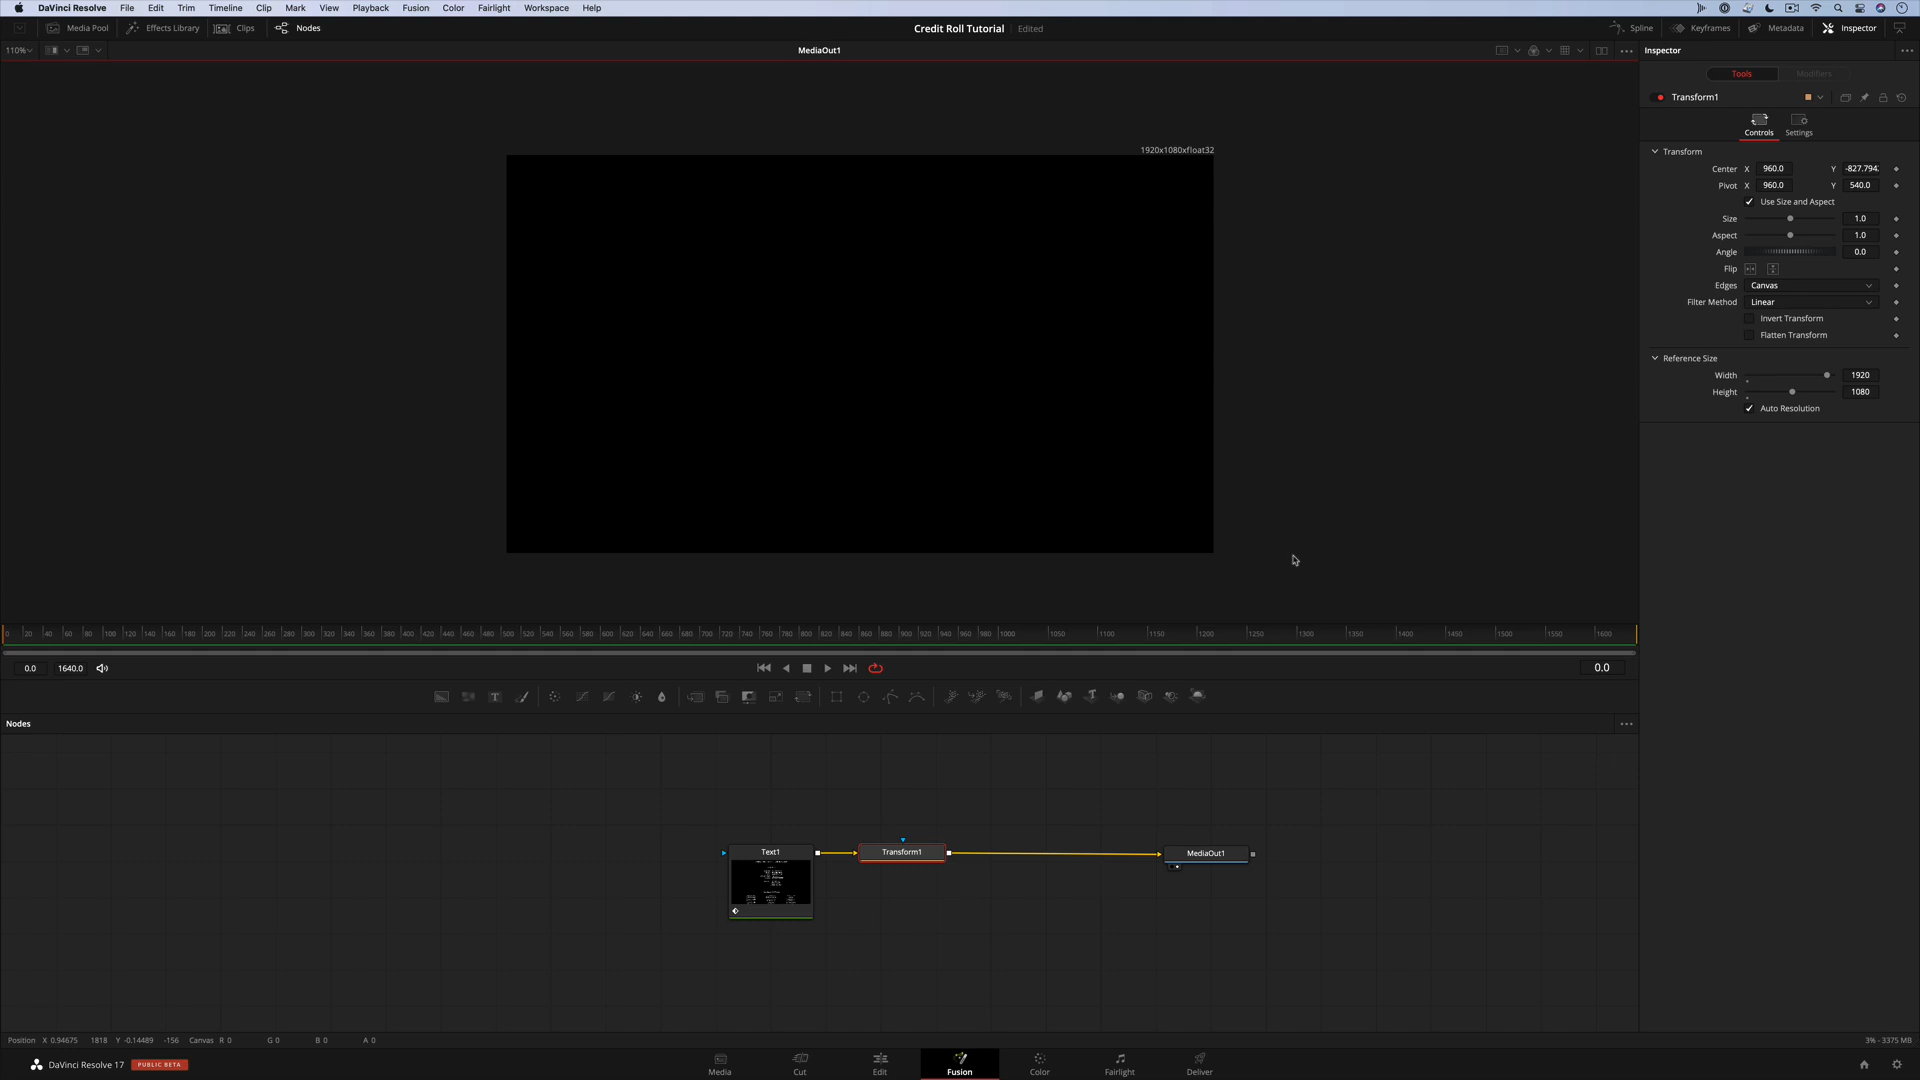 DaVinci Resolve File Edit Trim Timeline Clip Mark View Playback Fusion Color Fairlight Workspace Help
Media Pool Effects Library Clips Nodes Credit Roll Tutorial Edited Spline Keyframes Metadata Inspector
110% MediaOut1 Inspector
Tools Modifiers
Transform1
Controls Settings
Transform
Center X 960.0 Y -827.794
Pivot X 960.0 Y 540.0
Use Size and Aspect
Size 1.0
Aspect 1.0
Angle 0.0
Flip
Edges Canvas
Filter Method Linear
Invert Transform
Flatten Transform
Reference Size
Width 1920
Height 1080
Auto Resolution
1920x1080xfloat32
0 20 40 60 80 100 120 140 160 180 200 220 240 260 280 300 320 340 360 380 400 420 440 460 480 500 520 540 560 580 600 620 640 660 680 700 720 740 760 780 800 820 840 860 880 900 920 940 960 980 1000 1050 1100 1150 1200 1250 1300 1350 1400 1450 1500 1550 1600
0.0 1640.0 0.0
Nodes
Text1 Transform1 MediaOut1
Position X 0.94675 1818 Y -0.14489 -156 Canvas R 0 G 0 B 0 A 0 3% - 3375 MB
DaVinci Resolve 17 PUBLIC BETA Media Cut Edit Fusion Color Fairlight Deliver